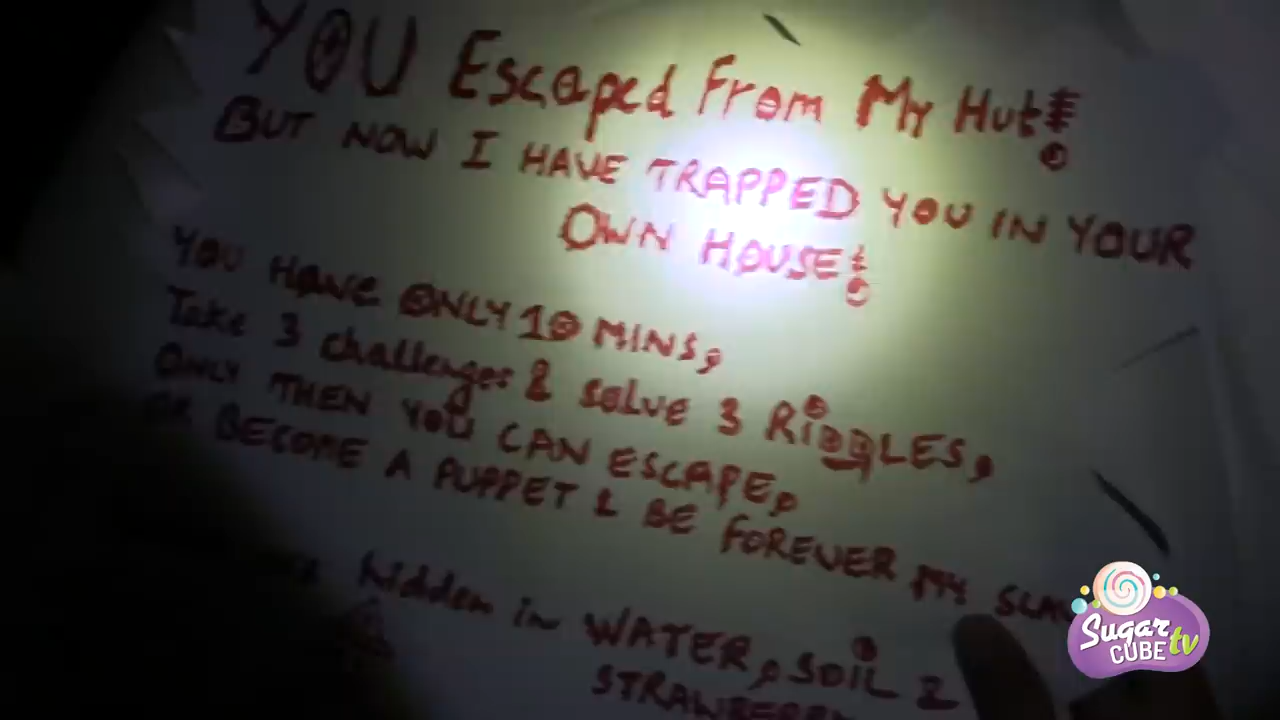 YOU Escaped From My Hut!
BUT NOW I HAVE TRAPPED YOU IN YOUR
OWN HOUSE!
YOU HAVE ONLY 10 MINS,
Take 3 challenges & solve 3 RiDDLES,
ONLY THEN YOU CAN ESCAPE,
OR BECOME A PUPPET & BE FOREVER MY
hidden in WATER, SOIL &
STRAWBERRY
Sugar
CUBE tv